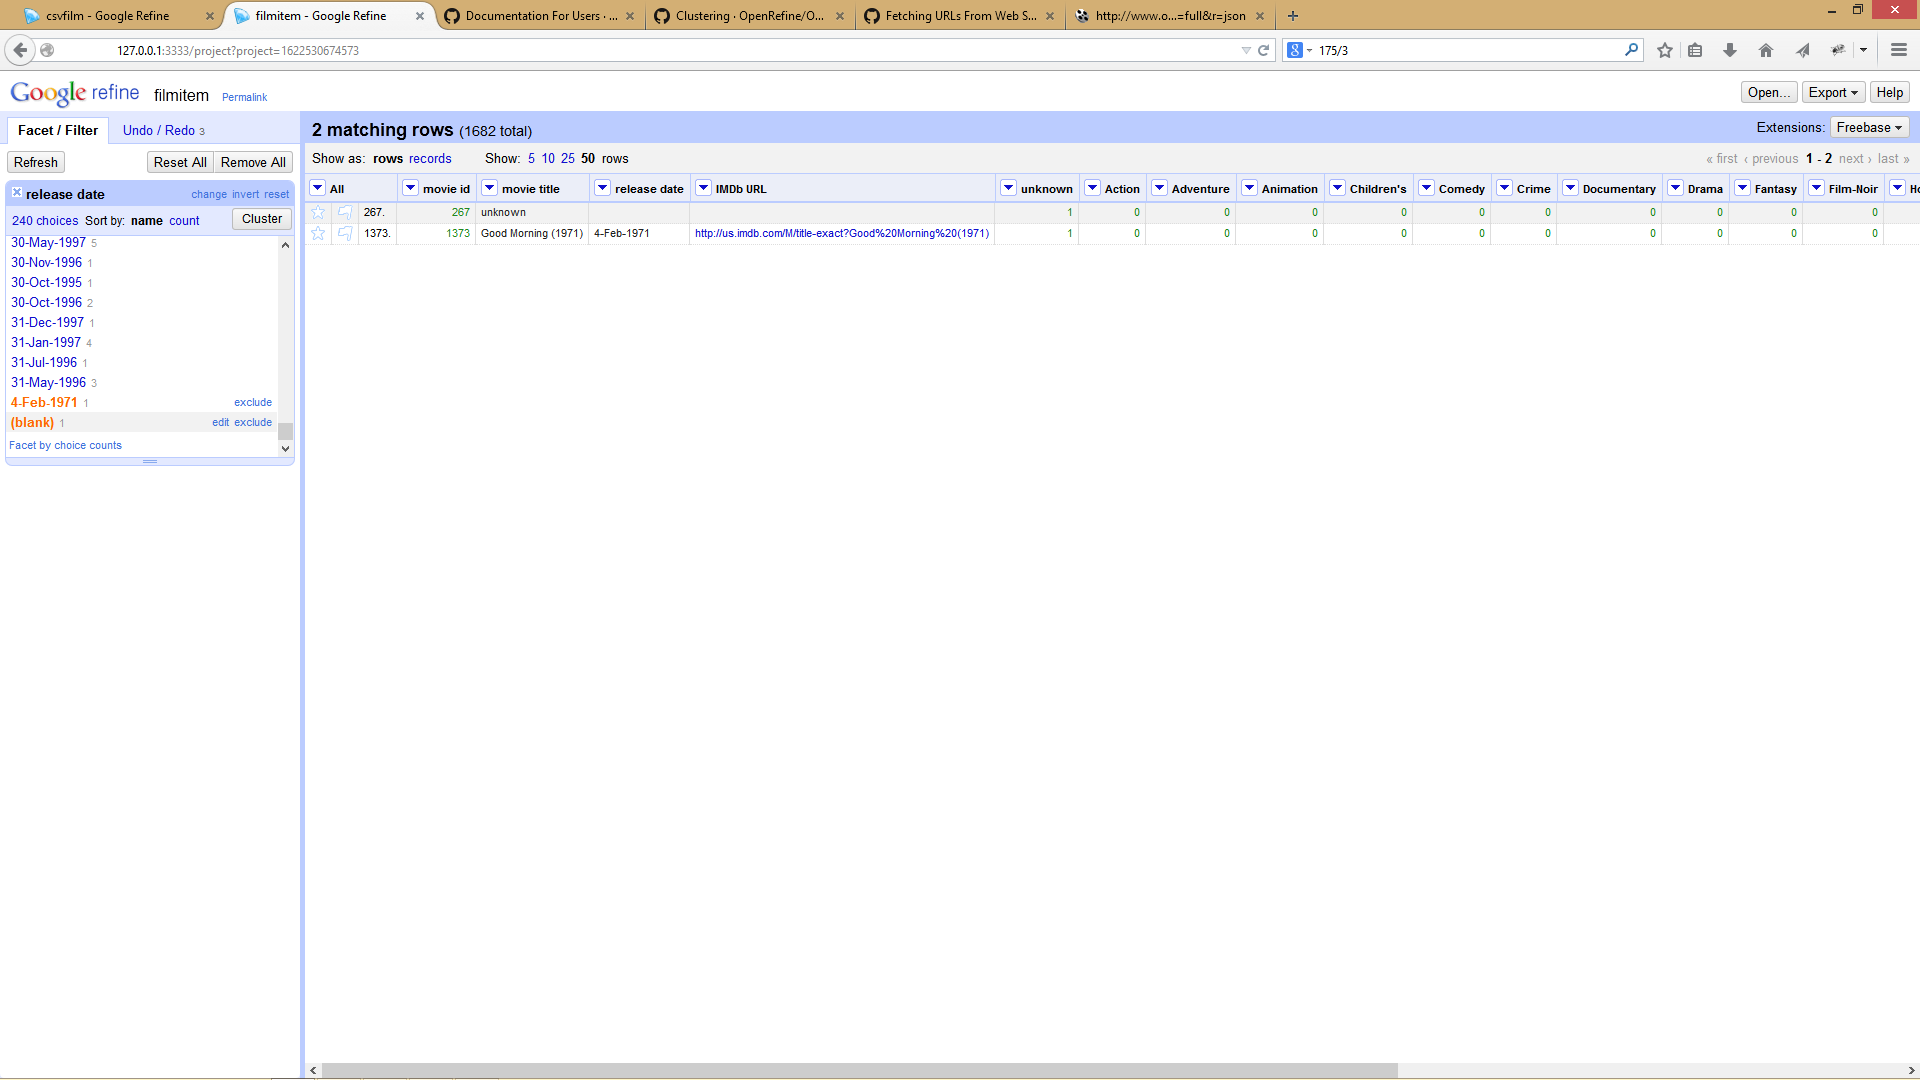 csvfilm - Google Refine
filmitem - Google Refine
Documentation For Users · ...
Clustering · OpenRefine/O...
Fetching URLs From Web S...
http://www.o...=full&r=json
127.0.0.1:3333/project?project=1622530674573
8 175/3
Google refine filmitem Permalink
Open... Export Help
Facet / Filter Undo / Redo 3
2 matching rows (1682 total)
Extensions: Freebase
Refresh Reset All Remove All
Show as: rows records Show: 5 10 25 50 rows
« first ‹ previous 1 - 2 next › last »
release date change invert reset
240 choices Sort by: name count Cluster
30-May-1997 5
30-Nov-1996 1
30-Oct-1995 1
30-Oct-1996 2
31-Dec-1997 1
31-Jan-1997 4
31-Jul-1996 1
31-May-1996 3
4-Feb-1971 1 exclude
(blank) 1 edit exclude
Facet by choice counts
All movie id movie title release date IMDb URL unknown Action Adventure Animation Children's Comedy Crime Documentary Drama Fantasy Film-Noir Ho
267. 267 unknown 1 0 0 0 0 0 0 0 0 0 0
1373. 1373 Good Morning (1971) 4-Feb-1971 http://us.imdb.com/M/title-exact?Good%20Morning%20(1971) 1 0 0 0 0 0 0 0 0 0 0